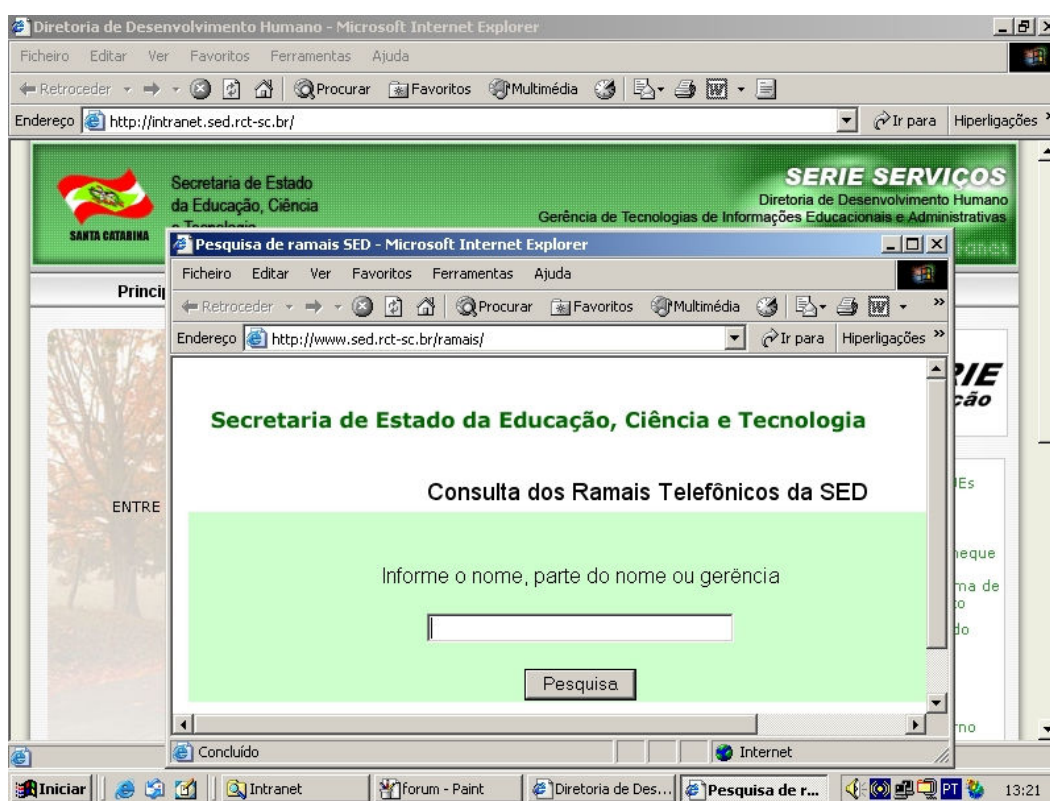 Diretoria de Desenvolvimento Humano - Microsoft Internet Explorer
Ficheiro Editar Ver Favoritos Ferramentas Ajuda
Retroceder Procurar Favoritos Multimédia
Endereço http://intranet.sed.rct-sc.br/ Ir para Hiperligações
SANTA CATARINA
Secretaria de Estado
da Educação, Ciência
e Tecnologia
SERIE SERVIÇOS
Diretoria de Desenvolvimento Humano
Gerência de Tecnologias de Informações Educacionais e Administrativas
Pesquisa de ramais SED - Microsoft Internet Explorer
Ficheiro Editar Ver Favoritos Ferramentas Ajuda
Retroceder Procurar Favoritos Multimédia »
Endereço http://www.sed.rct-sc.br/ramais/ Ir para Hiperligações »
Secretaria de Estado da Educação, Ciência e Tecnologia
Consulta dos Ramais Telefônicos da SED
ENTRE
Informe o nome, parte do nome ou gerência
Pesquisa
Concluído Internet
Iniciar Intranet forum - Paint Diretoria de Des... Pesquisa de r... PT 13:21